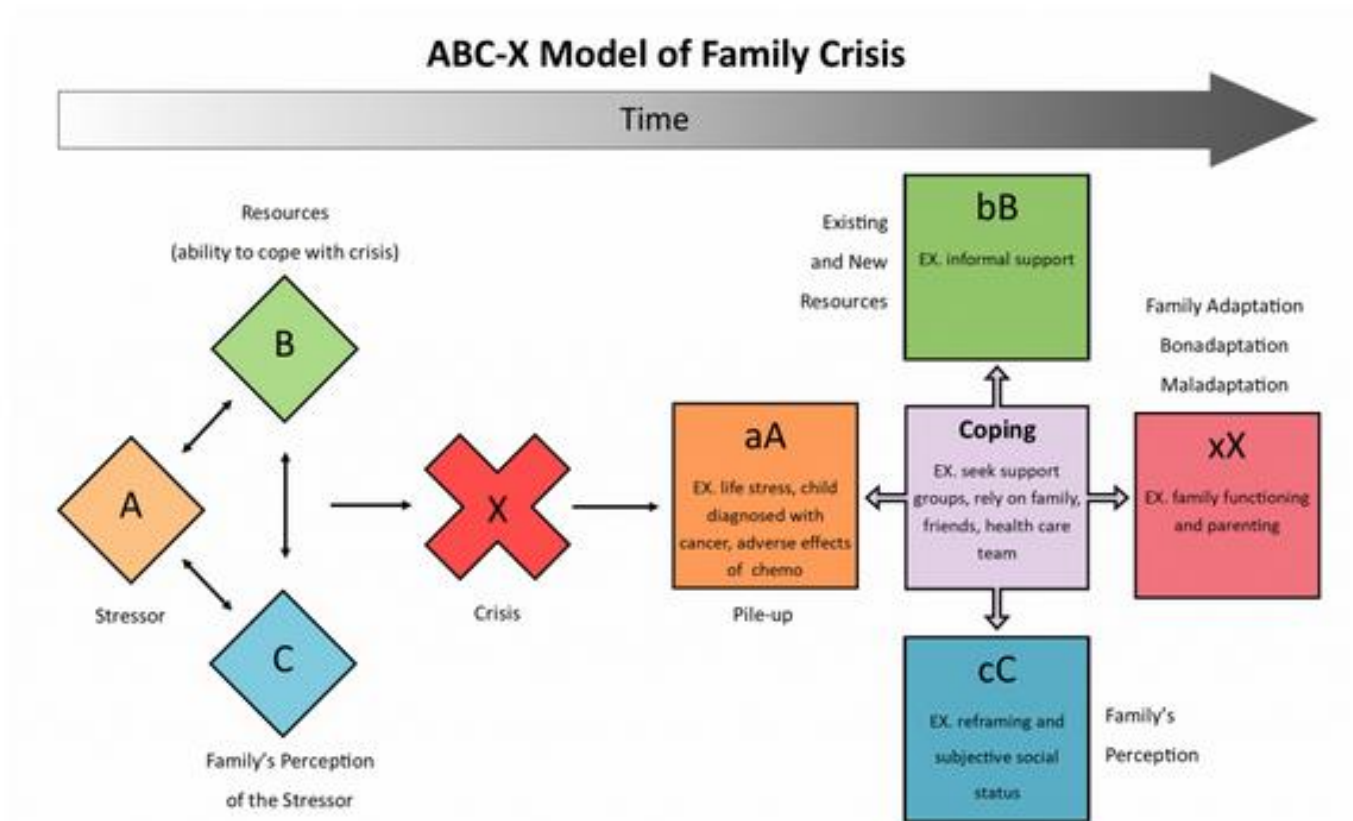 ABC-X Model of Family Crisis
Time
Resources
(ability to cope with crisis)
B
A
Stressor
C
Family's Perception
of the Stressor
X
Crisis
aA
EX. life stress, child
diagnosed with
cancer, adverse effects
of chemo
Pile-up
Existing
and New
Resources
bB
EX. informal support
Coping
EX. seek support
groups, rely on family,
friends, health care
team
cC
EX. reframing and
subjective social
status
Family's
Perception
Family Adaptation
Bonadaptation
Maladaptation
xX
EX. family functioning
and parenting